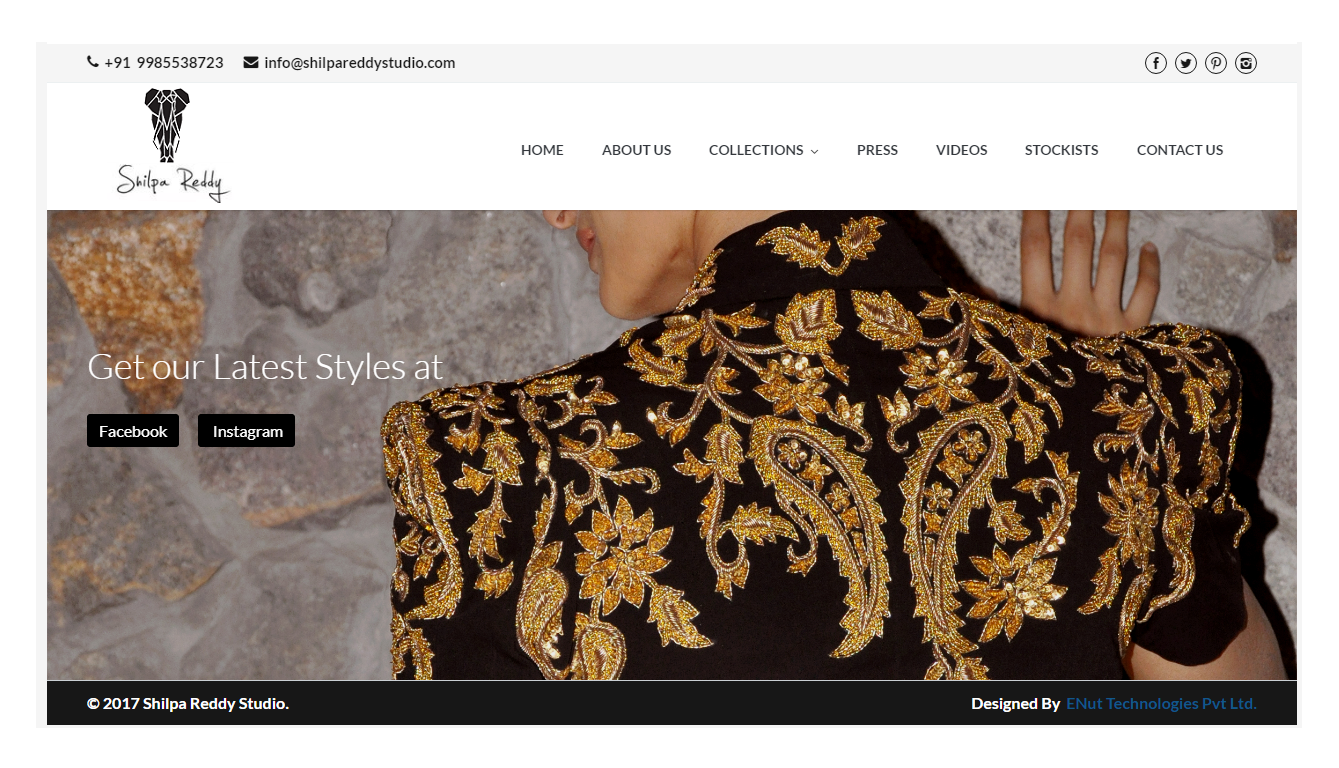 +91 9985538723 info@shilpareddystudio.com
Shilpa Reddy
HOME ABOUT US COLLECTIONS PRESS VIDEOS STOCKISTS CONTACT US
Get our Latest Styles at
Facebook Instagram
© 2017 Shilpa Reddy Studio. Designed By ENut Technologies Pvt Ltd.